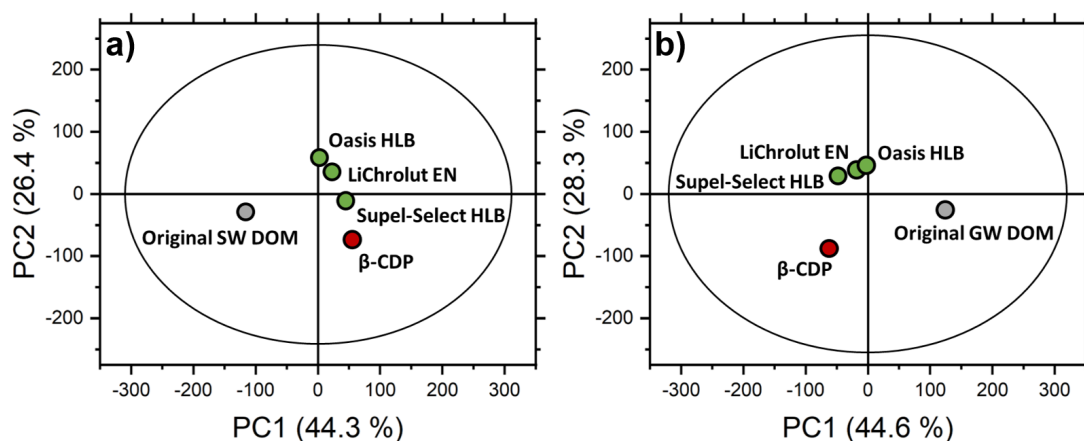 a)
PC2 (26.4 %)
200
100
0
-100
-200
Oasis HLB
LiChrolut EN
Supel-Select HLB
Original SW DOM
β-CDP
-300
-200
-100
0
100
200
300
PC1 (44.3 %)
b)
PC2 (28.3 %)
200
100
0
-100
-200
LiChrolut EN
Oasis HLB
Supel-Select HLB
Original GW DOM
β-CDP
-300
-200
-100
0
100
200
300
PC1 (44.6 %)